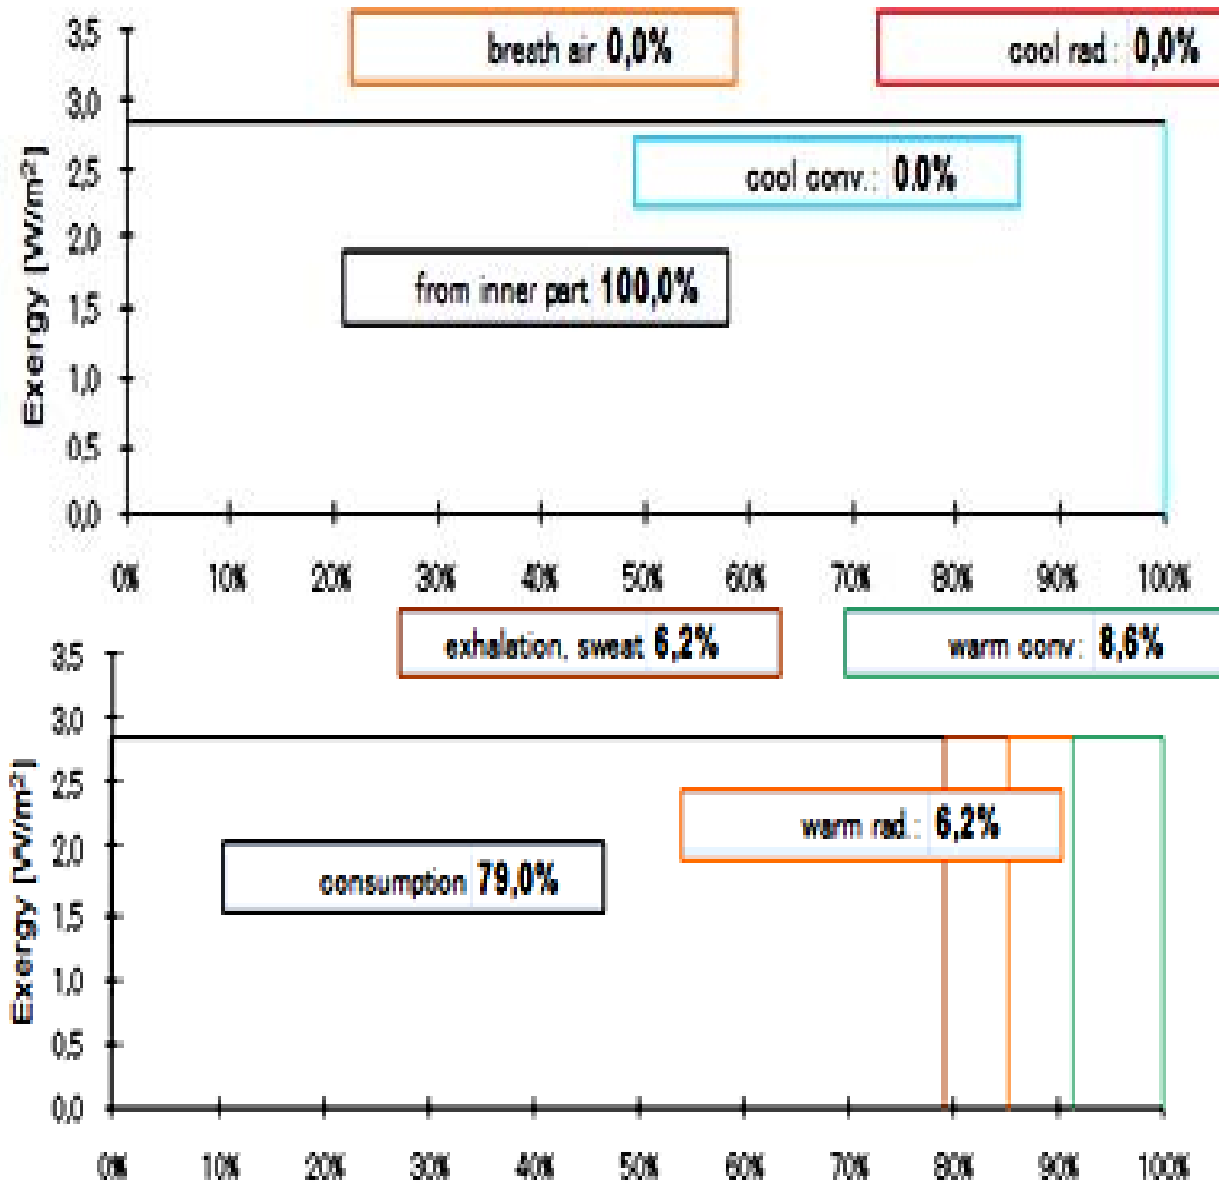 breath air 0,0%
cool rad.: 0,0%
cool conv.: 0.0%
from inner part 100,0%
Exergy [W/m²]
3,5
3,0
2,5
2,0
1,5
1,0
0,5
0,0
0% 10% 20% 30% 40% 50% 60% 70% 80% 90% 100%
exhalation, sweat 6,2%
warm conv: 8,6%
warm rad.: 6,2%
consumption 79,0%
Exergy [W/m²]
3,5
3,0
2,5
2,0
1,5
1,0
0,5
0,0
0% 10% 20% 30% 40% 50% 60% 70% 80% 90% 100%